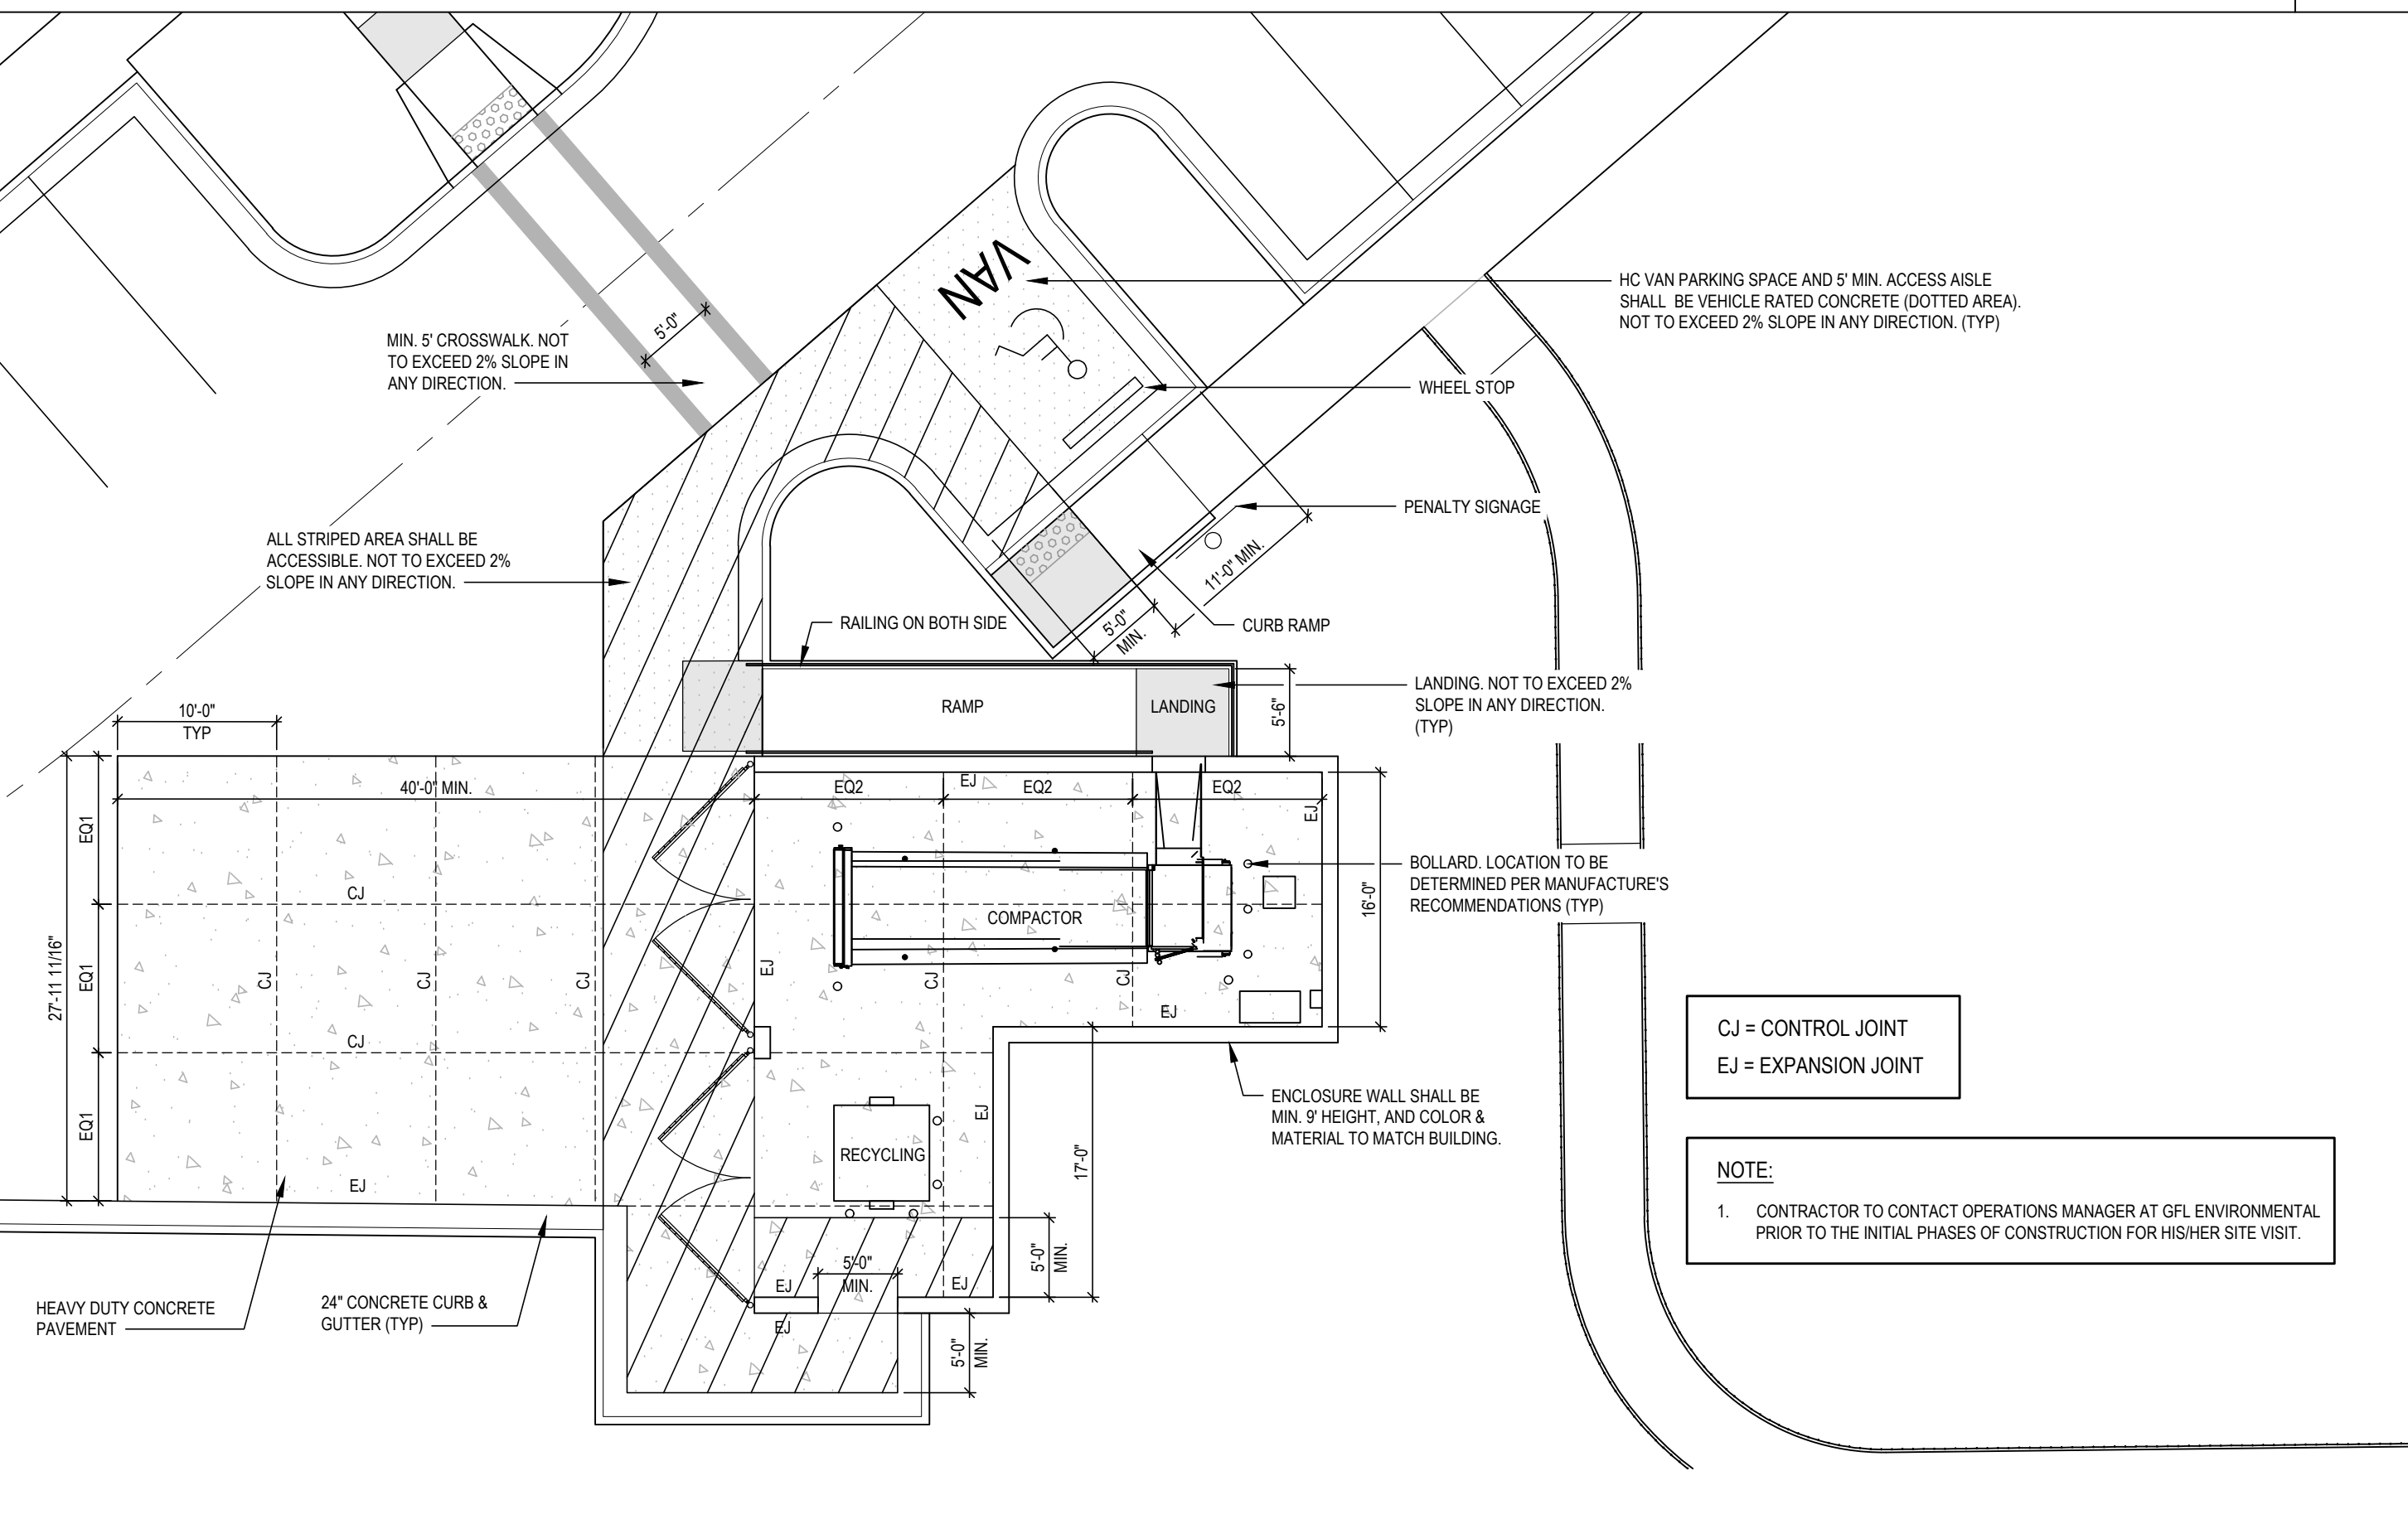 VAN
HC VAN PARKING SPACE AND 5' MIN. ACCESS AISLE
SHALL BE VEHICLE RATED CONCRETE (DOTTED AREA).
NOT TO EXCEED 2% SLOPE IN ANY DIRECTION. (TYP)
5'-0"
MIN. 5' CROSSWALK. NOT
TO EXCEED 2% SLOPE IN
ANY DIRECTION.
WHEEL STOP
PENALTY SIGNAGE
ALL STRIPED AREA SHALL BE
ACCESSIBLE. NOT TO EXCEED 2%
SLOPE IN ANY DIRECTION.
11'-0" MIN.
5'-0"
MIN.
CURB RAMP
RAILING ON BOTH SIDE
RAMP
LANDING
5'-6"
LANDING. NOT TO EXCEED 2%
SLOPE IN ANY DIRECTION.
(TYP)
10'-0"
TYP
40'-0" MIN.
EQ2
EJ
EQ2
EQ2
EJ
EQ1
EQ1
EQ1
27'-11 11/16"
CJ
CJ
CJ
CJ
CJ
EJ
EJ
COMPACTOR
CJ
CJ
EJ
16'-0"
BOLLARD. LOCATION TO BE
DETERMINED PER MANUFACTURE'S
RECOMMENDATIONS (TYP)
CJ = CONTROL JOINT
EJ = EXPANSION JOINT
ENCLOSURE WALL SHALL BE
MIN. 9' HEIGHT, AND COLOR &
MATERIAL TO MATCH BUILDING.
RECYCLING
EJ
17'-0"
5'-0"
MIN.
5'-0"
MIN.
EJ
EJ
EJ
5'-0"
MIN.
NOTE:
1. CONTRACTOR TO CONTACT OPERATIONS MANAGER AT GFL ENVIRONMENTAL
PRIOR TO THE INITIAL PHASES OF CONSTRUCTION FOR HIS/HER SITE VISIT.
HEAVY DUTY CONCRETE
PAVEMENT
24" CONCRETE CURB &
GUTTER (TYP)